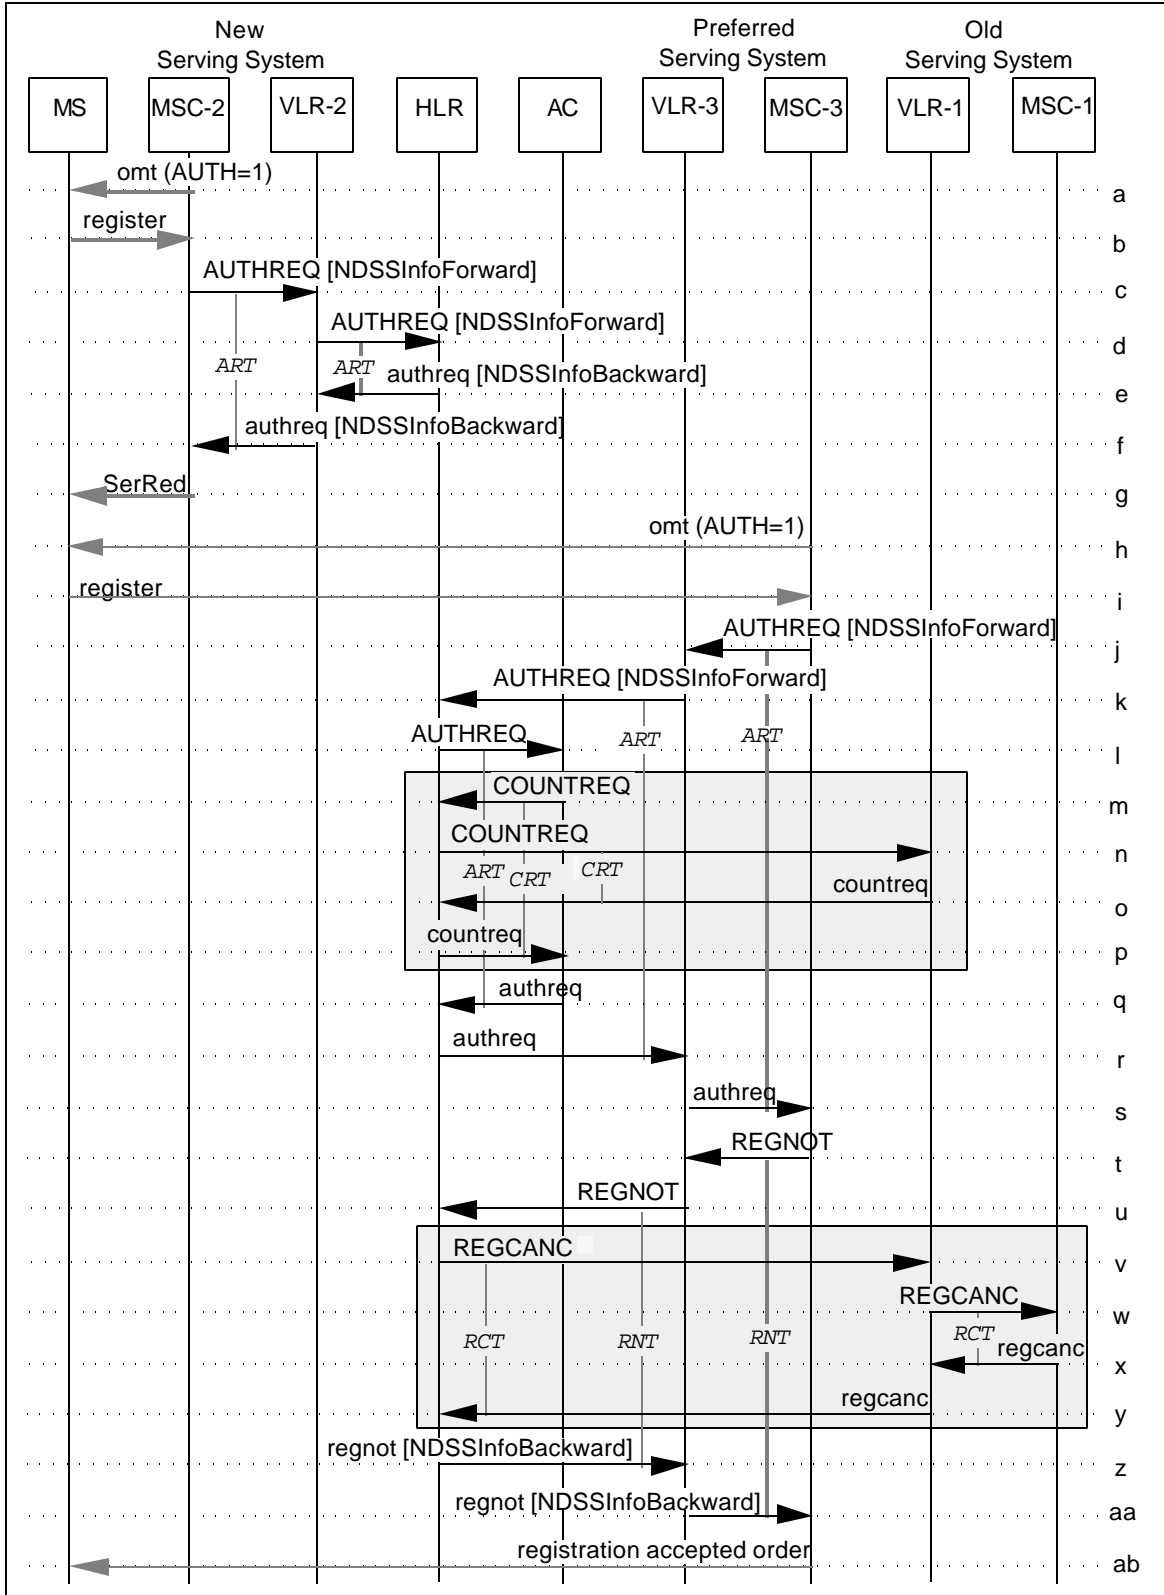 New
Serving System
Preferred
Serving System
Old
Serving System
MS
MSC-2
VLR-2
HLR
AC
VLR-3
MSC-3
VLR-1
MSC-1
omt (AUTH=1)
a
register
b
AUTHREQ [NDSSInfoForward]
c
AUTHREQ [NDSSInfoForward]
d
ART
ART
authreq [NDSSInfoBackward]
e
authreq [NDSSInfoBackward]
f
SerRed
g
omt (AUTH=1)
h
register
i
AUTHREQ [NDSSInfoForward]
j
AUTHREQ [NDSSInfoForward]
k
AUTHREQ
ART
ART
l
COUNTREQ
m
COUNTREQ
n
ART
CRT
CRT
countreq
o
countreq
p
authreq
q
authreq
r
authreq
s
REGNOT
t
REGNOT
u
REGCANC
v
REGCANC
w
RCT
RNT
RNT
RCT
regcanc
x
regcanc
y
regnot [NDSSInfoBackward]
z
regnot [NDSSInfoBackward]
aa
registration accepted order
ab